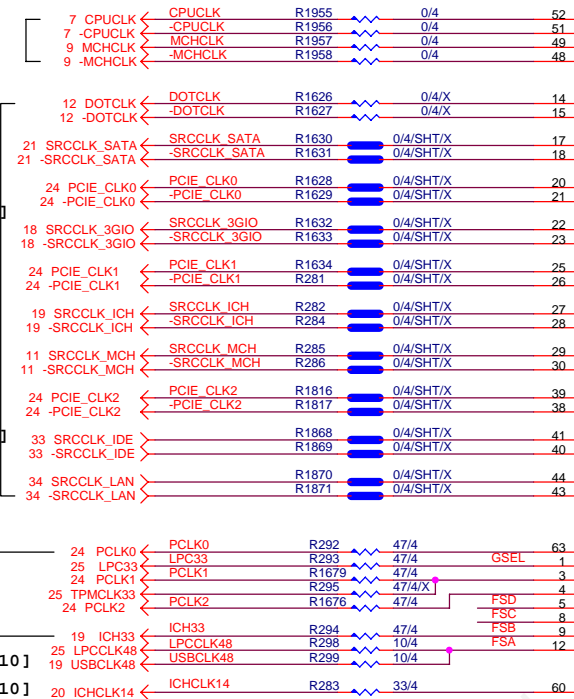 7 CPUCLK CPUCLK R1955 0/4 52
7 -CPUCLK -CPUCLK R1956 0/4 51
9 MCHCLK MCHCLK R1957 0/4 49
9 -MCHCLK -MCHCLK R1958 0/4 48
12 DOTCLK DOTCLK R1626 0/4/X 14
12 -DOTCLK -DOTCLK R1627 0/4/X 15
21 SRCCLK_SATA SRCCLK_SATA R1630 0/4/SHT/X 17
21 -SRCCLK_SATA -SRCCLK_SATA R1631 0/4/SHT/X 18
24 PCIE_CLK0 PCIE_CLK0 R1628 0/4/SHT/X 20
24 -PCIE_CLK0 -PCIE_CLK0 R1629 0/4/SHT/X 21
18 SRCCLK_3GIO SRCCLK_3GIO R1632 0/4/SHT/X 22
18 -SRCCLK_3GIO -SRCCLK_3GIO R1633 0/4/SHT/X 23
24 PCIE_CLK1 PCIE_CLK1 R1634 0/4/SHT/X 25
24 -PCIE_CLK1 -PCIE_CLK1 R281 0/4/SHT/X 26
19 SRCCLK_ICH SRCCLK_ICH R282 0/4/SHT/X 27
19 -SRCCLK_ICH -SRCCLK_ICH R284 0/4/SHT/X 28
11 SRCCLK_MCH SRCCLK_MCH R285 0/4/SHT/X 29
11 -SRCCLK_MCH -SRCCLK_MCH R286 0/4/SHT/X 30
24 PCIE_CLK2 PCIE_CLK2 R1816 0/4/SHT/X 39
24 -PCIE_CLK2 -PCIE_CLK2 R1817 0/4/SHT/X 38
33 SRCCLK_IDE R1868 0/4/SHT/X 41
33 -SRCCLK_IDE R1869 0/4/SHT/X 40
34 SRCCLK_LAN R1870 0/4/SHT/X 44
34 -SRCCLK_LAN R1871 0/4/SHT/X 43
24 PCLK0 PCLK0 R292 47/4 63
25 LPC33 LPC33 R293 47/4 GSEL 1
24 PCLK1 PCLK1 R1679 47/4 3
25 TPMCLK33 R295 47/4/X 4
24 PCLK2 PCLK2 R1676 47/4 FSD 5
FSC 8
19 ICH33 ICH33 R294 47/4 FSB 9
25 LPCCLK48 LPCCLK48 R298 10/4 FSA 12
10] 19 USBCLK48 USBCLK48 R299 10/4
10] 20 ICHCLK14 ICHCLK14 R283 33/4 60